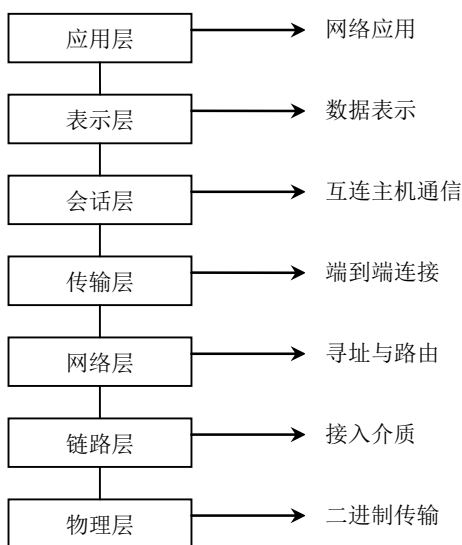 应用层 网络应用
表示层 数据表示
会话层 互连主机通信
传输层 端到端连接
网络层 寻址与路由
链路层 接入介质
物理层 二进制传输